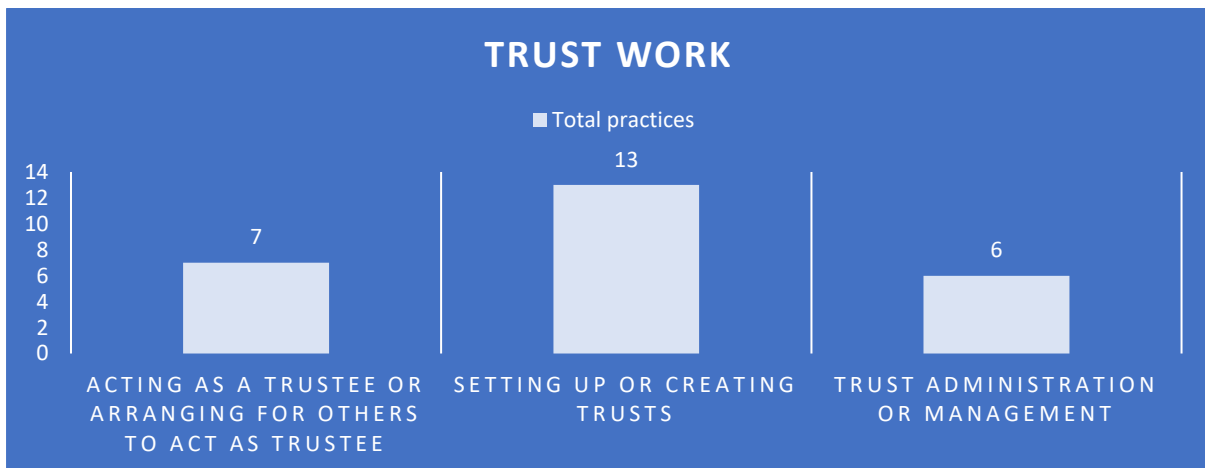 TRUST WORK
Total practices
14
12
10
8
6
4
2
0
7
13
6
ACTING AS A TRUSTEE OR
ARRANGING FOR OTHERS
TO ACT AS TRUSTEE
SETTING UP OR CREATING
TRUSTS
TRUST ADMINISTRATION
OR MANAGEMENT